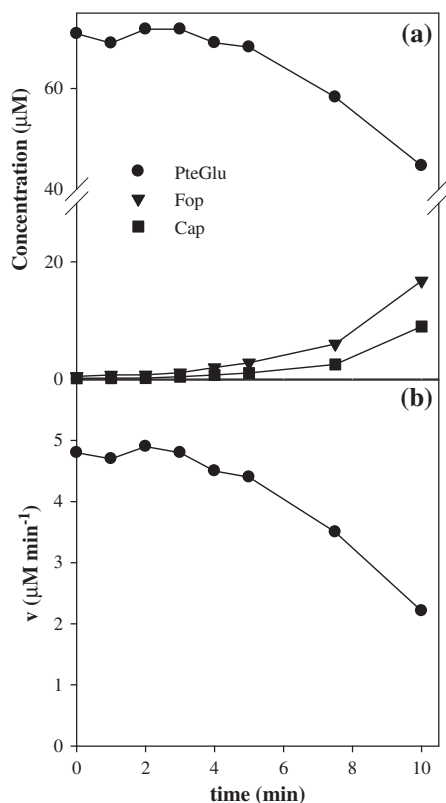 (a)
Concentration (μM)
60
40
20
0
PteGlu
Fop
Cap
(b)
v (μM min⁻¹)
5
4
3
2
1
0
0 2 4 6 8 10
time (min)